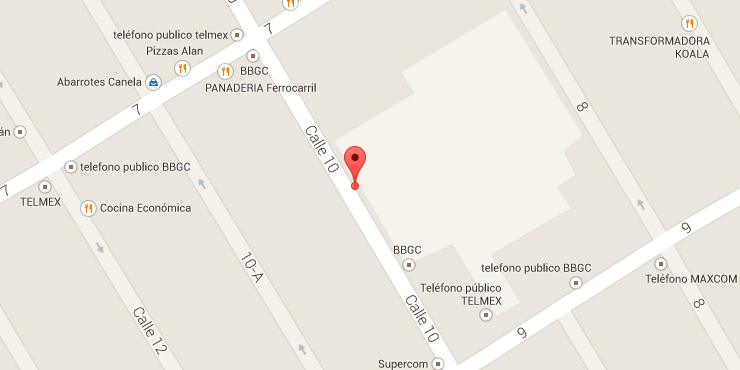 teléfono publico telmex
Pizzas Alan
BBGC
Abarrotes Canela
PANADERIA Ferrocarril
TRANSFORMADORA
KOALA
7
7
7
8
án
Calle 10
telefono publico BBGC
TELMEX
Cocina Económica
9
BBGC
10-A
telefono publico BBGC
Teléfono MAXCOM
Teléfono público
TELMEX
8
Calle 10
Calle 12
9
Supercom